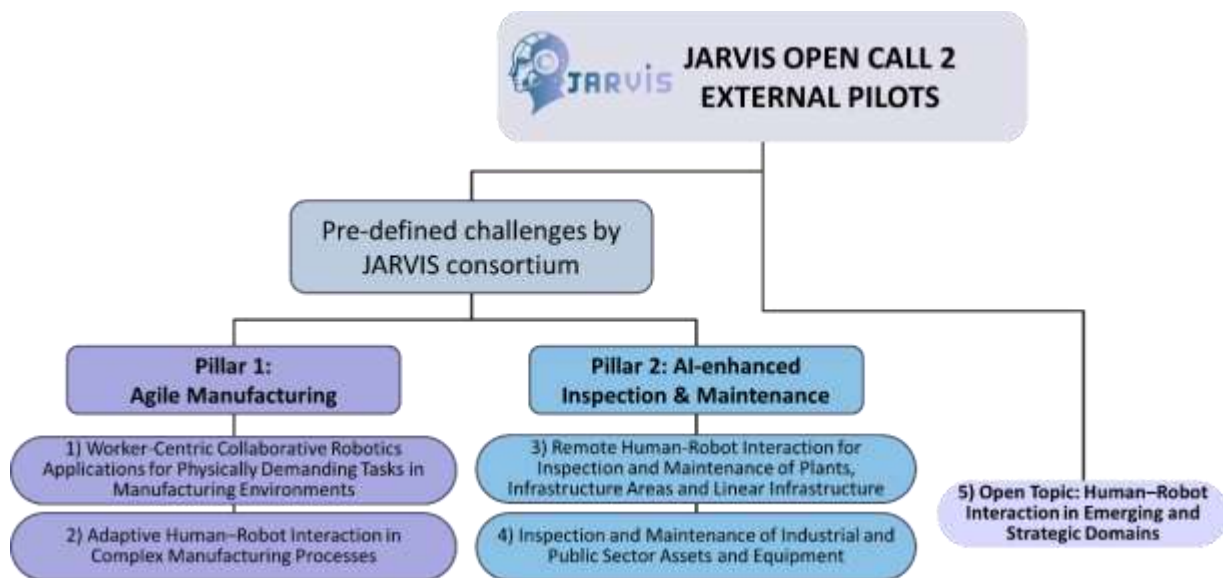 JARVIS
JARVIS OPEN CALL 2
EXTERNAL PILOTS
Pre-defined challenges by
JARVIS consortium
Pillar 1:
Agile Manufacturing
1) Worker-Centric Collaborative Robotics
Applications for Physically Demanding Tasks in
Manufacturing Environments
2) Adaptive Human–Robot Interaction in
Complex Manufacturing Processes
Pillar 2: AI-enhanced
Inspection & Maintenance
3) Remote Human-Robot Interaction for
Inspection and Maintenance of Plants,
Infrastructure Areas and Linear Infrastructure
4) Inspection and Maintenance of Industrial and
Public Sector Assets and Equipment
5) Open Topic: Human–Robot
Interaction in Emerging and
Strategic Domains